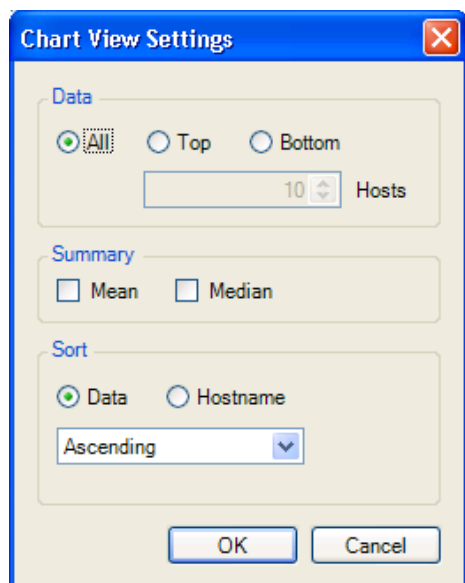 Chart View Settings
Data
All Top Bottom
10 Hosts
Summary
Mean Median
Sort
Data Hostname
Ascending
OK Cancel